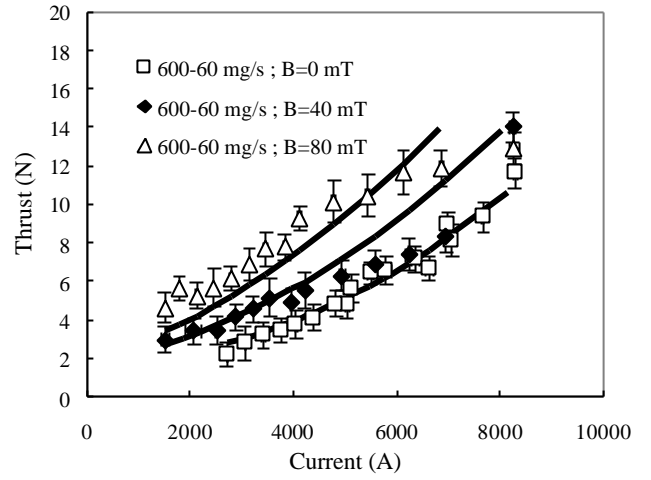 20
18
16
14
12
10
8
6
4
2
0
Thrust (N)
600-60 mg/s ; B=0 mT
600-60 mg/s ; B=40 mT
600-60 mg/s ; B=80 mT
0 2000 4000 6000 8000 10000
Current (A)